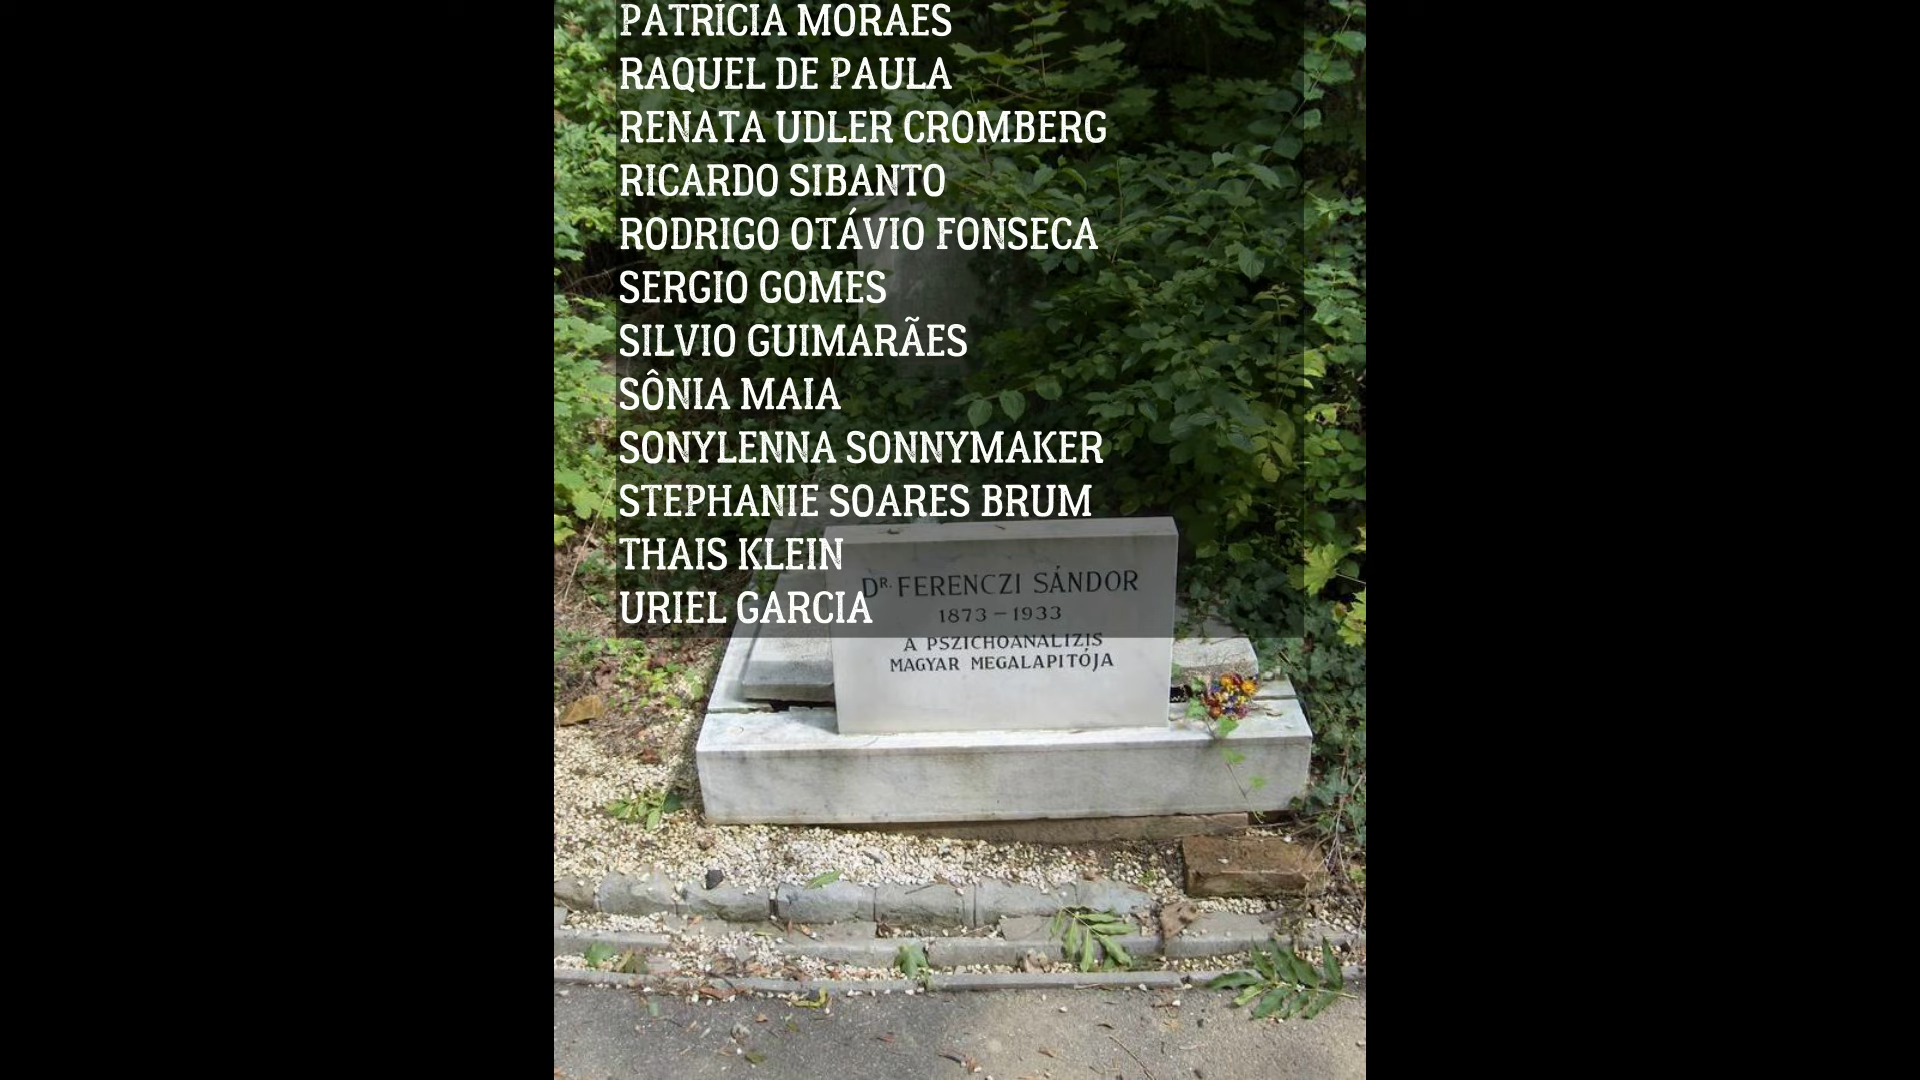 PATRÍCIA MORAES
RAQUEL DE PAULA
RENATA UDLER CROMBERG
RICARDO SIBANTO
RODRIGO OTÁVIO FONSECA
SERGIO GOMES
SILVIO GUIMARÃES
SÔNIA MAIA
SONYLENNA SONNYMAKER
STEPHANIE SOARES BRUM
THAIS KLEIN
URIEL GARCIA
DR. FERENCZI SÁNDOR
1873-1933
A PSZICHOANALIZIS
MAGYAR MEGALAPITÓJA